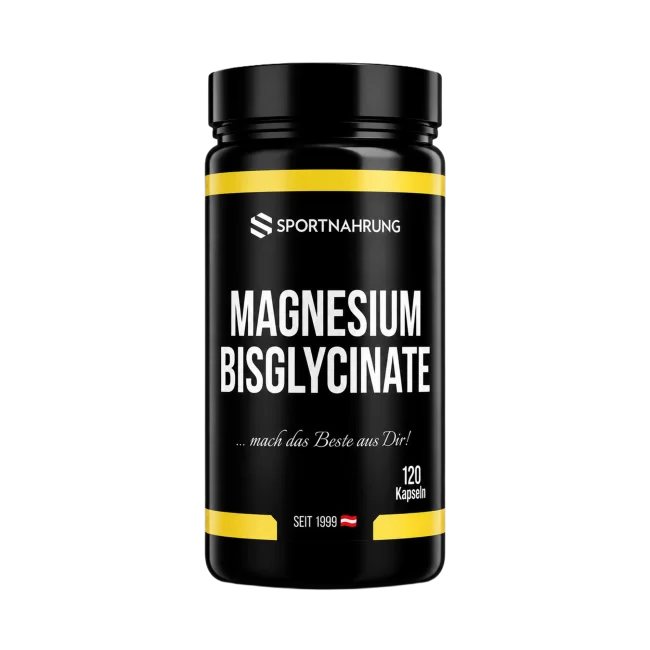 SPORTNAHRUNG
MAGNESIUM
BISGLYCINATE
... mach das Beste aus Dir!
120
Kapseln
SEIT 1999